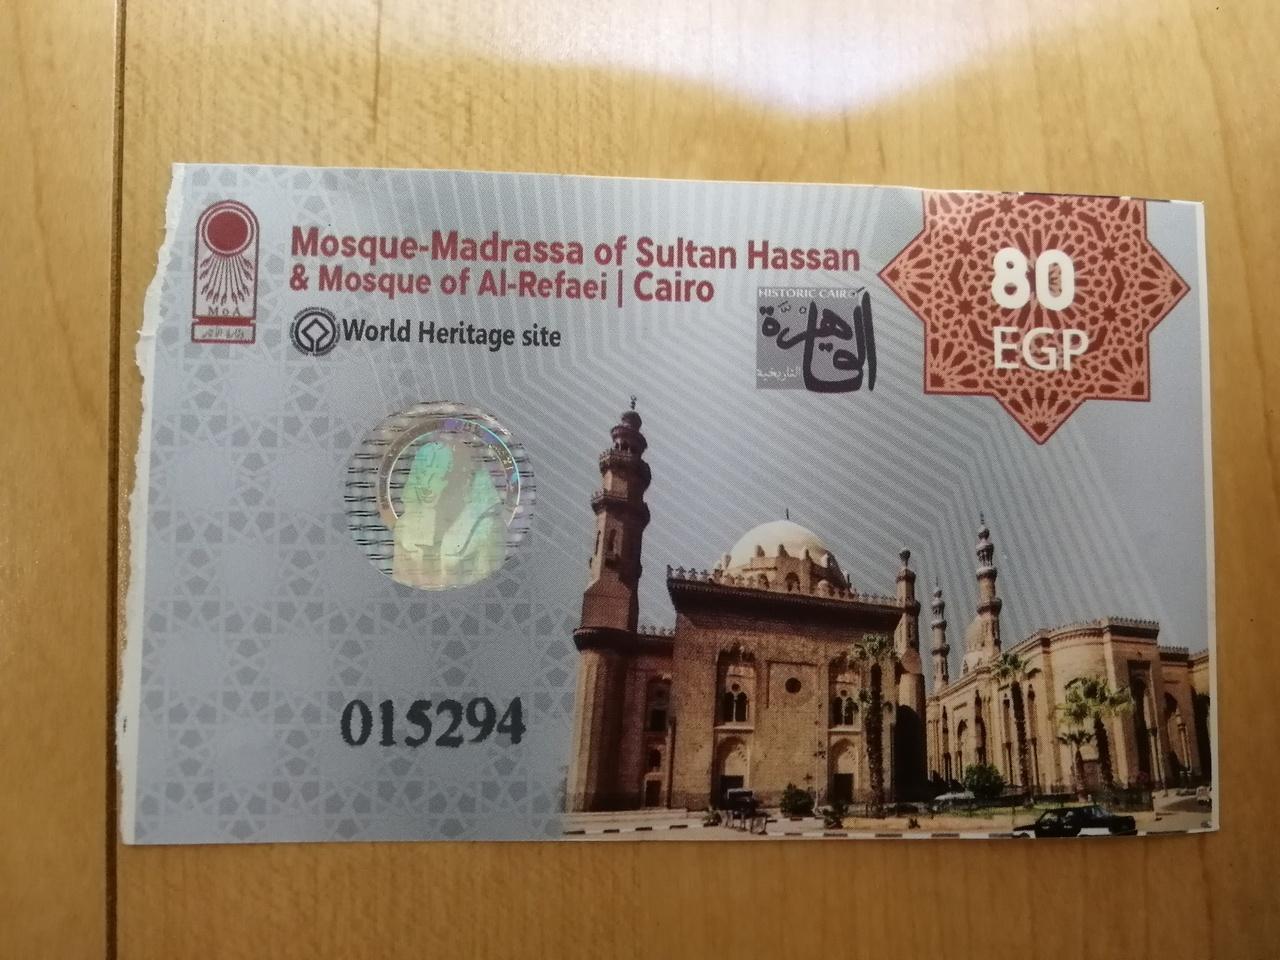 Mosque-Madrassa of Sultan Hassan
& Mosque of Al-Refaei | Cairo
World Heritage site
MoA
HISTORIC CAIRO
القاهرة
التاريخية
80
EGP
015294